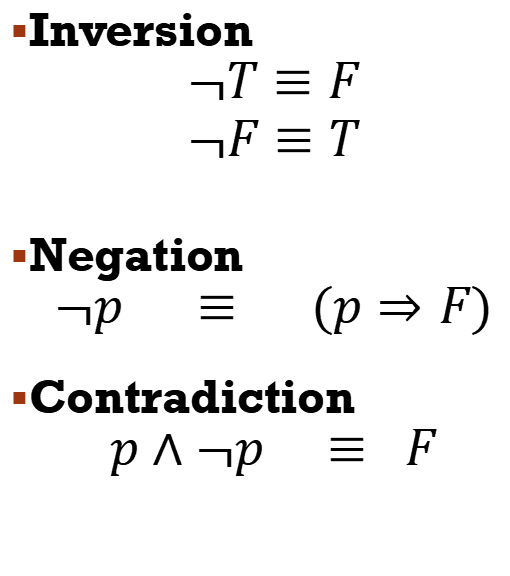 ▪Inversion
¬T ≡ F
¬F ≡ T
▪Negation
¬p ≡ (p ⇒ F)
▪Contradiction
p ∧ ¬p ≡ F